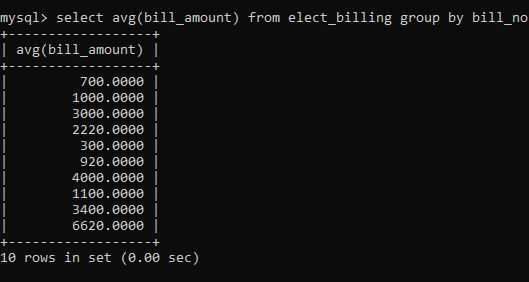 mysql> select avg(bill_amount) from elect_billing group by bill_no
+------------------+
| avg(bill_amount) |
+------------------+
|         700.0000 |
|        1000.0000 |
|        3000.0000 |
|        2220.0000 |
|         300.0000 |
|         920.0000 |
|        4000.0000 |
|        1100.0000 |
|        3400.0000 |
|        6620.0000 |
+------------------+
10 rows in set (0.00 sec)